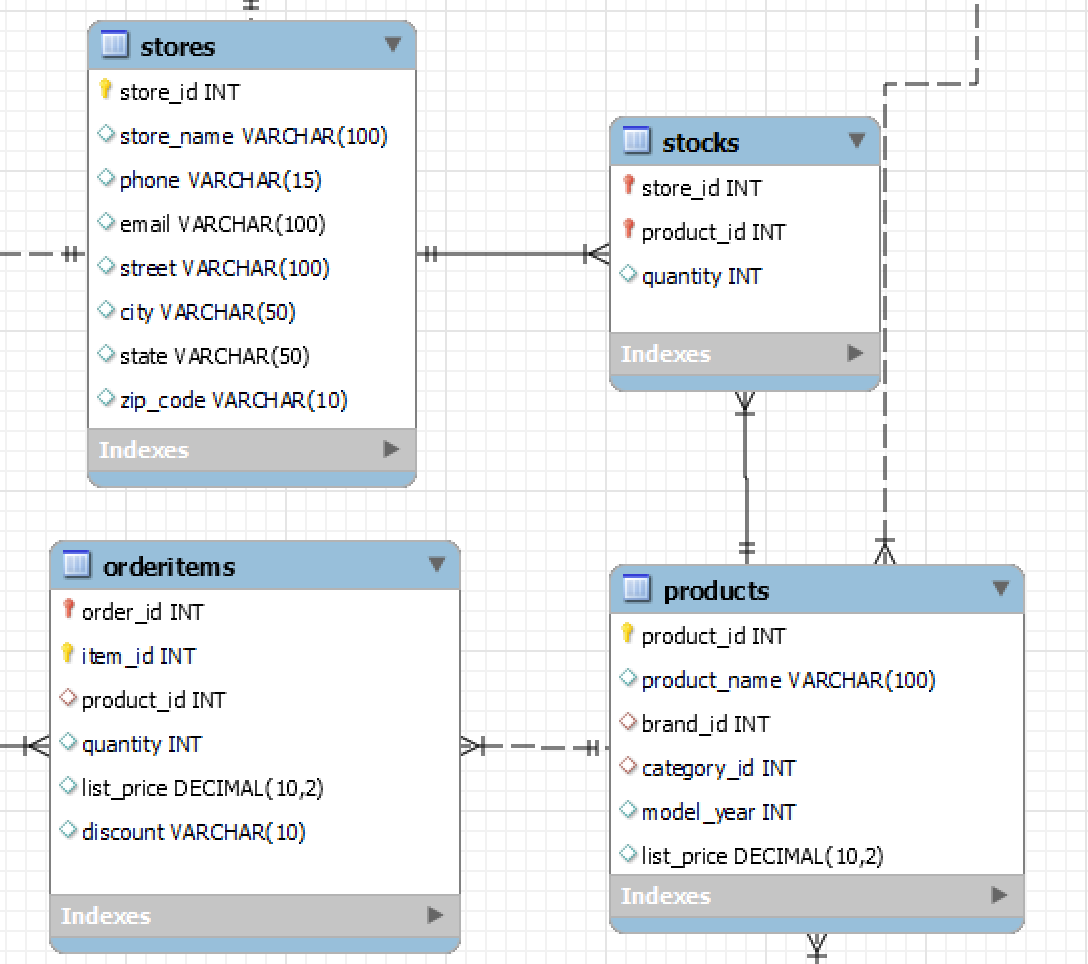 stores
store_id INT
store_name VARCHAR(100)
phone VARCHAR(15)
email VARCHAR(100)
street VARCHAR(100)
city VARCHAR(50)
state VARCHAR(50)
zip_code VARCHAR(10)
Indexes
stocks
store_id INT
product_id INT
quantity INT
Indexes
orderitems
order_id INT
item_id INT
product_id INT
quantity INT
list_price DECIMAL(10,2)
discount VARCHAR(10)
Indexes
products
product_id INT
product_name VARCHAR(100)
brand_id INT
category_id INT
model_year INT
list_price DECIMAL(10,2)
Indexes